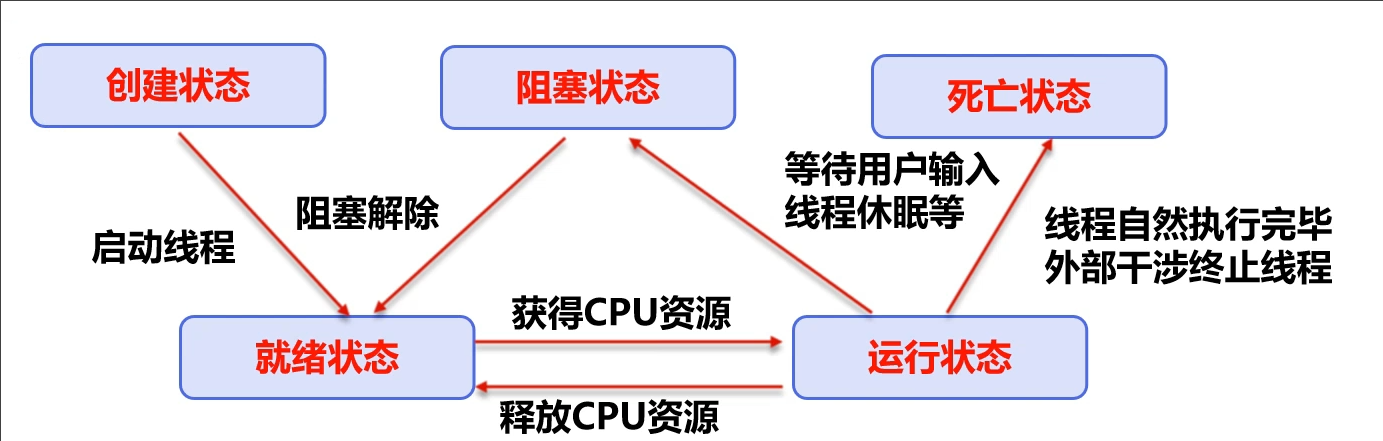 创建状态
阻塞状态
死亡状态
等待用户输入
线程休眠等
阻塞解除
启动线程
线程自然执行完毕
外部干涉终止线程
获得CPU资源
就绪状态
运行状态
释放CPU资源